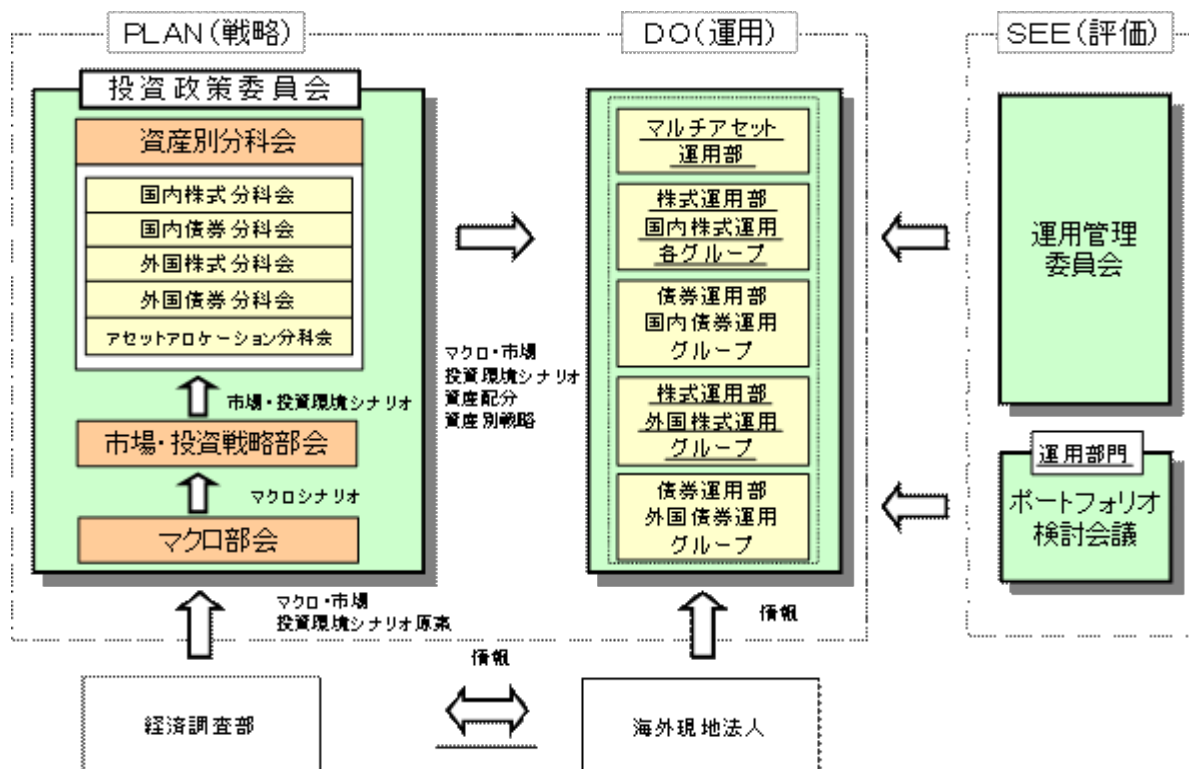 PLAN(戦略)
投資政策委員会
資産別分科会
国内株式分科会
国内債券分科会
外国株式分科会
外国債券分科会
アセットアロケーション分科会
市場・投資環境シナリオ
市場・投資戦略部会
マクロシナリオ
マクロ部会
マクロ・市場
投資環境シナリオ
資産配分
資産別戦略
DO(運用)
マルチアセット
運用部
株式運用部
国内株式運用
各グループ
債券運用部
国内債券運用
グループ
株式運用部
外国株式運用
グループ
債券運用部
外国債券運用
グループ
SEE(評価)
運用管理
委員会
運用部門
ポートフォリオ
検討会議
マクロ・市場
投資環境シナリオ原案
情報
情報
経済調査部
海外現地法人